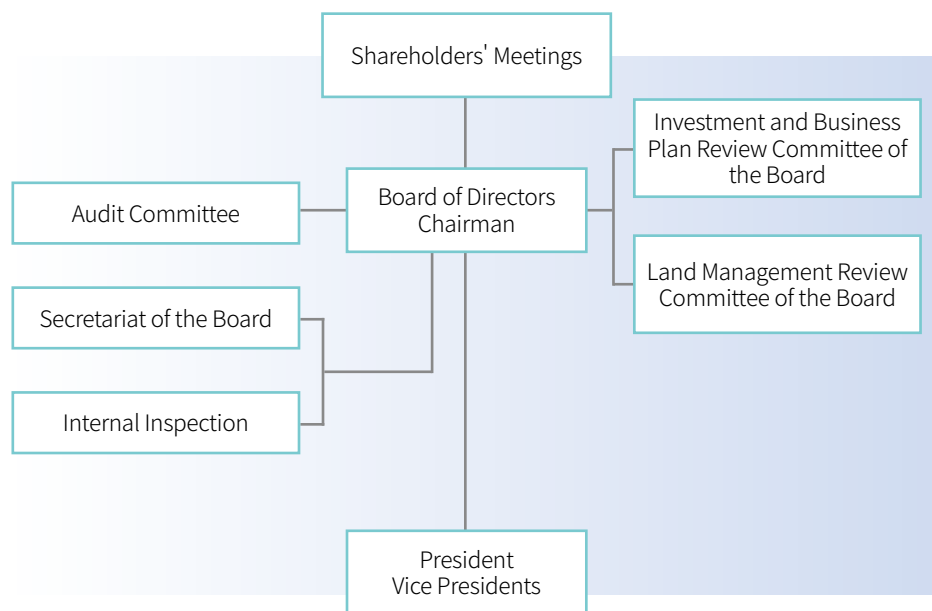 Shareholders' Meetings
Investment and Business
Plan Review Committee of
the Board
Board of Directors
Chairman
Audit Committee
Land Management Review
Committee of the Board
Secretariat of the Board
Internal Inspection
President
Vice Presidents